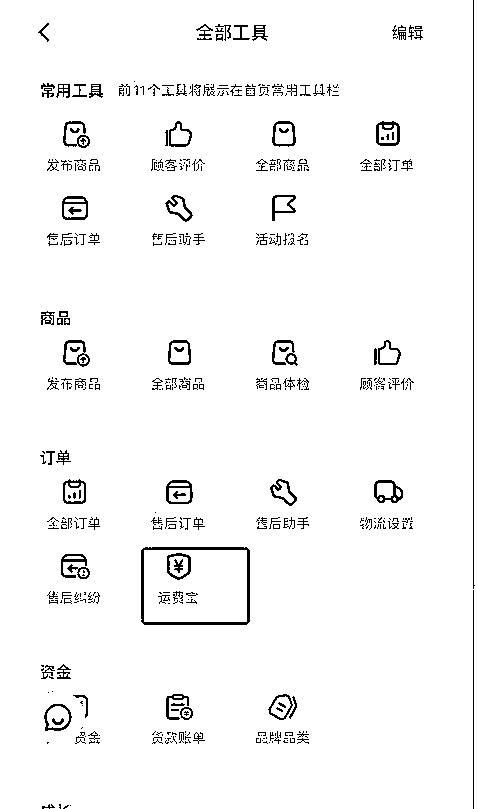 全部工具 编辑
常用工具 前11个工具将展示在首页常用工具栏
发布商品 顾客评价 全部商品 全部订单
售后订单 售后助手 活动报名
商品
发布商品 全部商品 商品体检 顾客评价
订单
全部订单 售后订单 售后助手 物流设置
售后纠纷 运费宝
资金
资金 货款账单 品牌品类
成长